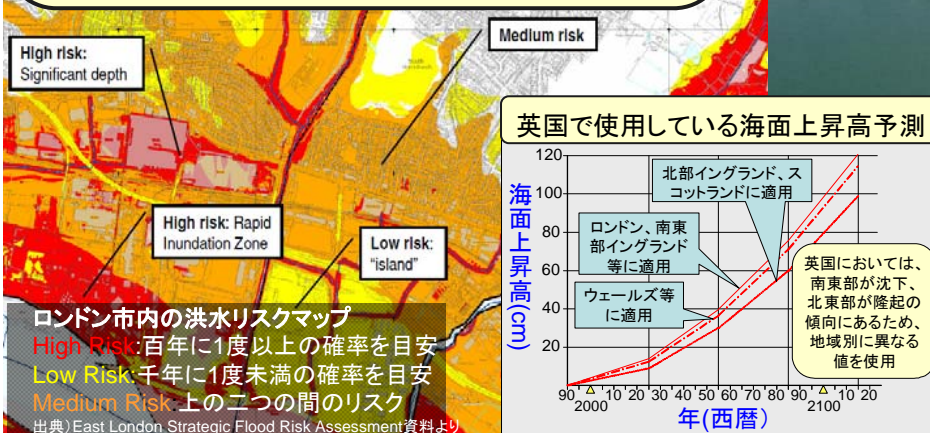 High risk:
Significant depth
Medium risk
High risk: Rapid
Inundation Zone
Low risk:
"island"
ロンドン市内の洪水リスクマップ
High Risk:百年に1度以上の確率を目安
Low Risk:千年に1度未満の確率を目安
Medium Risk:上の二つの間のリスク
出典)East London Strategic Flood Risk Assessment資料より
英国で使用している海面上昇高予測
海面上昇高(cm)
120
100
80
60
40
20
北部イングランド、ス
コットランドに適用
ロンドン、南東
部イングランド
等に適用
ウェールズ等
に適用
英国においては、
南東部が沈下、
北東部が隆起の
傾向にあるため、
地域別に異なる
値を使用
90 10 20 30 40 50 60 70 80 90 10 20
2000 2100
年(西暦)